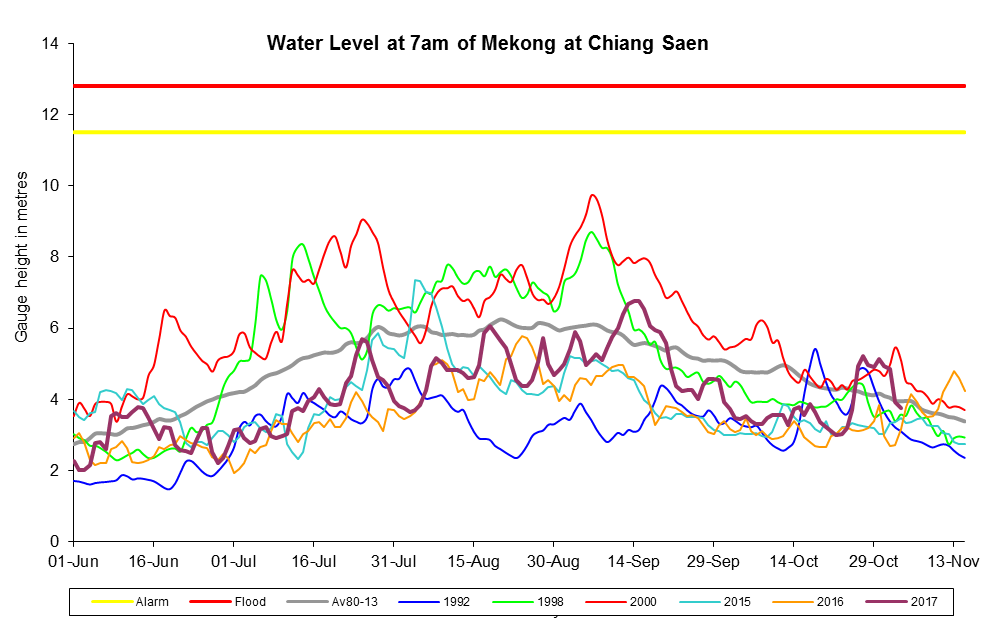 Water Level at 7am of Mekong at Chiang Saen
Gauge height in metres
14
12
10
8
6
4
2
0
01-Jun 16-Jun 01-Jul 16-Jul 31-Jul 15-Aug 30-Aug 14-Sep 29-Sep 14-Oct 29-Oct 13-Nov
Alarm Flood Av80-13 1992 1998 2000 2015 2016 2017